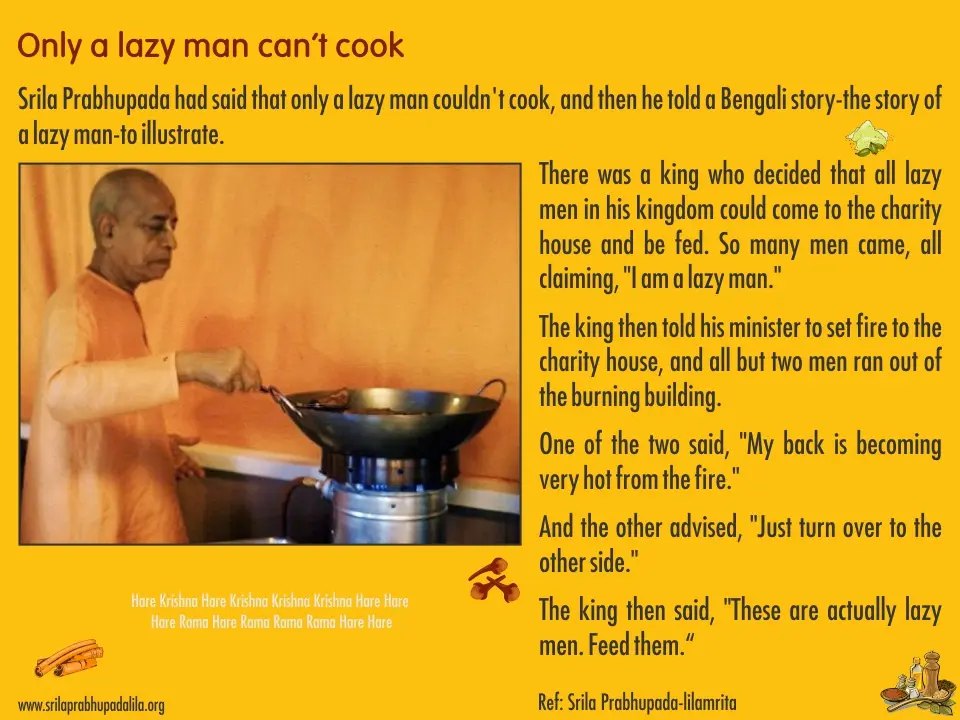 Only a lazy man can't cook
Srila Prabhupada had said that only a lazy man couldn't cook, and then he told a Bengali story-the story of
a lazy man-to illustrate.
There was a king who decided that all lazy
men in his kingdom could come to the charity
house and be fed. So many men came, all
claiming, "I am a lazy man."
The king then told his minister to set fire to the
charity house, and all but two men ran out of
the burning building.
One of the two said, "My back is becoming
very hot from the fire."
And the other advised, "Just turn over to the
other side."
The king then said, "These are actually lazy
men. Feed them.“
Hare Krishna Hare Krishna Krishna Krishna Hare Hare
Hare Rama Hare Rama Rama Rama Hare Hare
www.srilaprabhupadalila.org
Ref: Srila Prabhupada-lilamrita